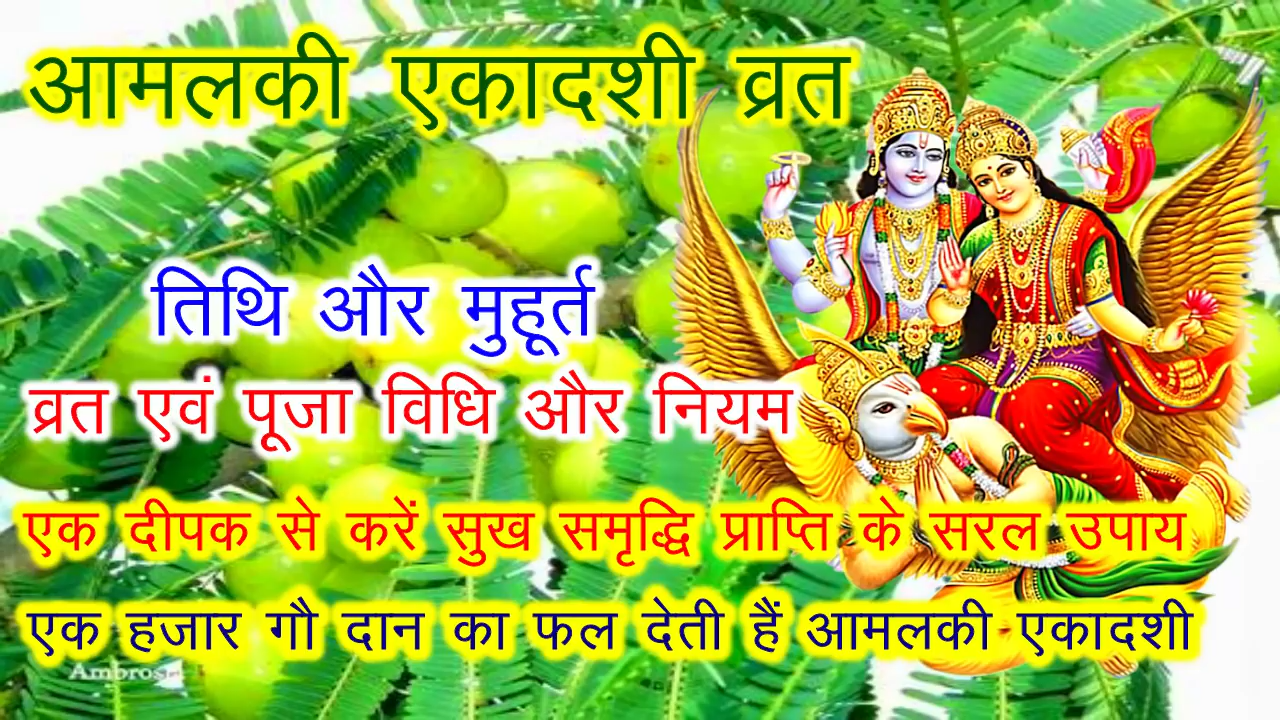 आमलकी एकादशी व्रत
तिथि और मुहूर्त
व्रत एवं पूजा विधि और नियम
एक दीपक से करें सुख समृद्धि प्राप्ति के सरल उपाय
एक हजार गौ दान का फल देती हैं आमलकी एकादशी